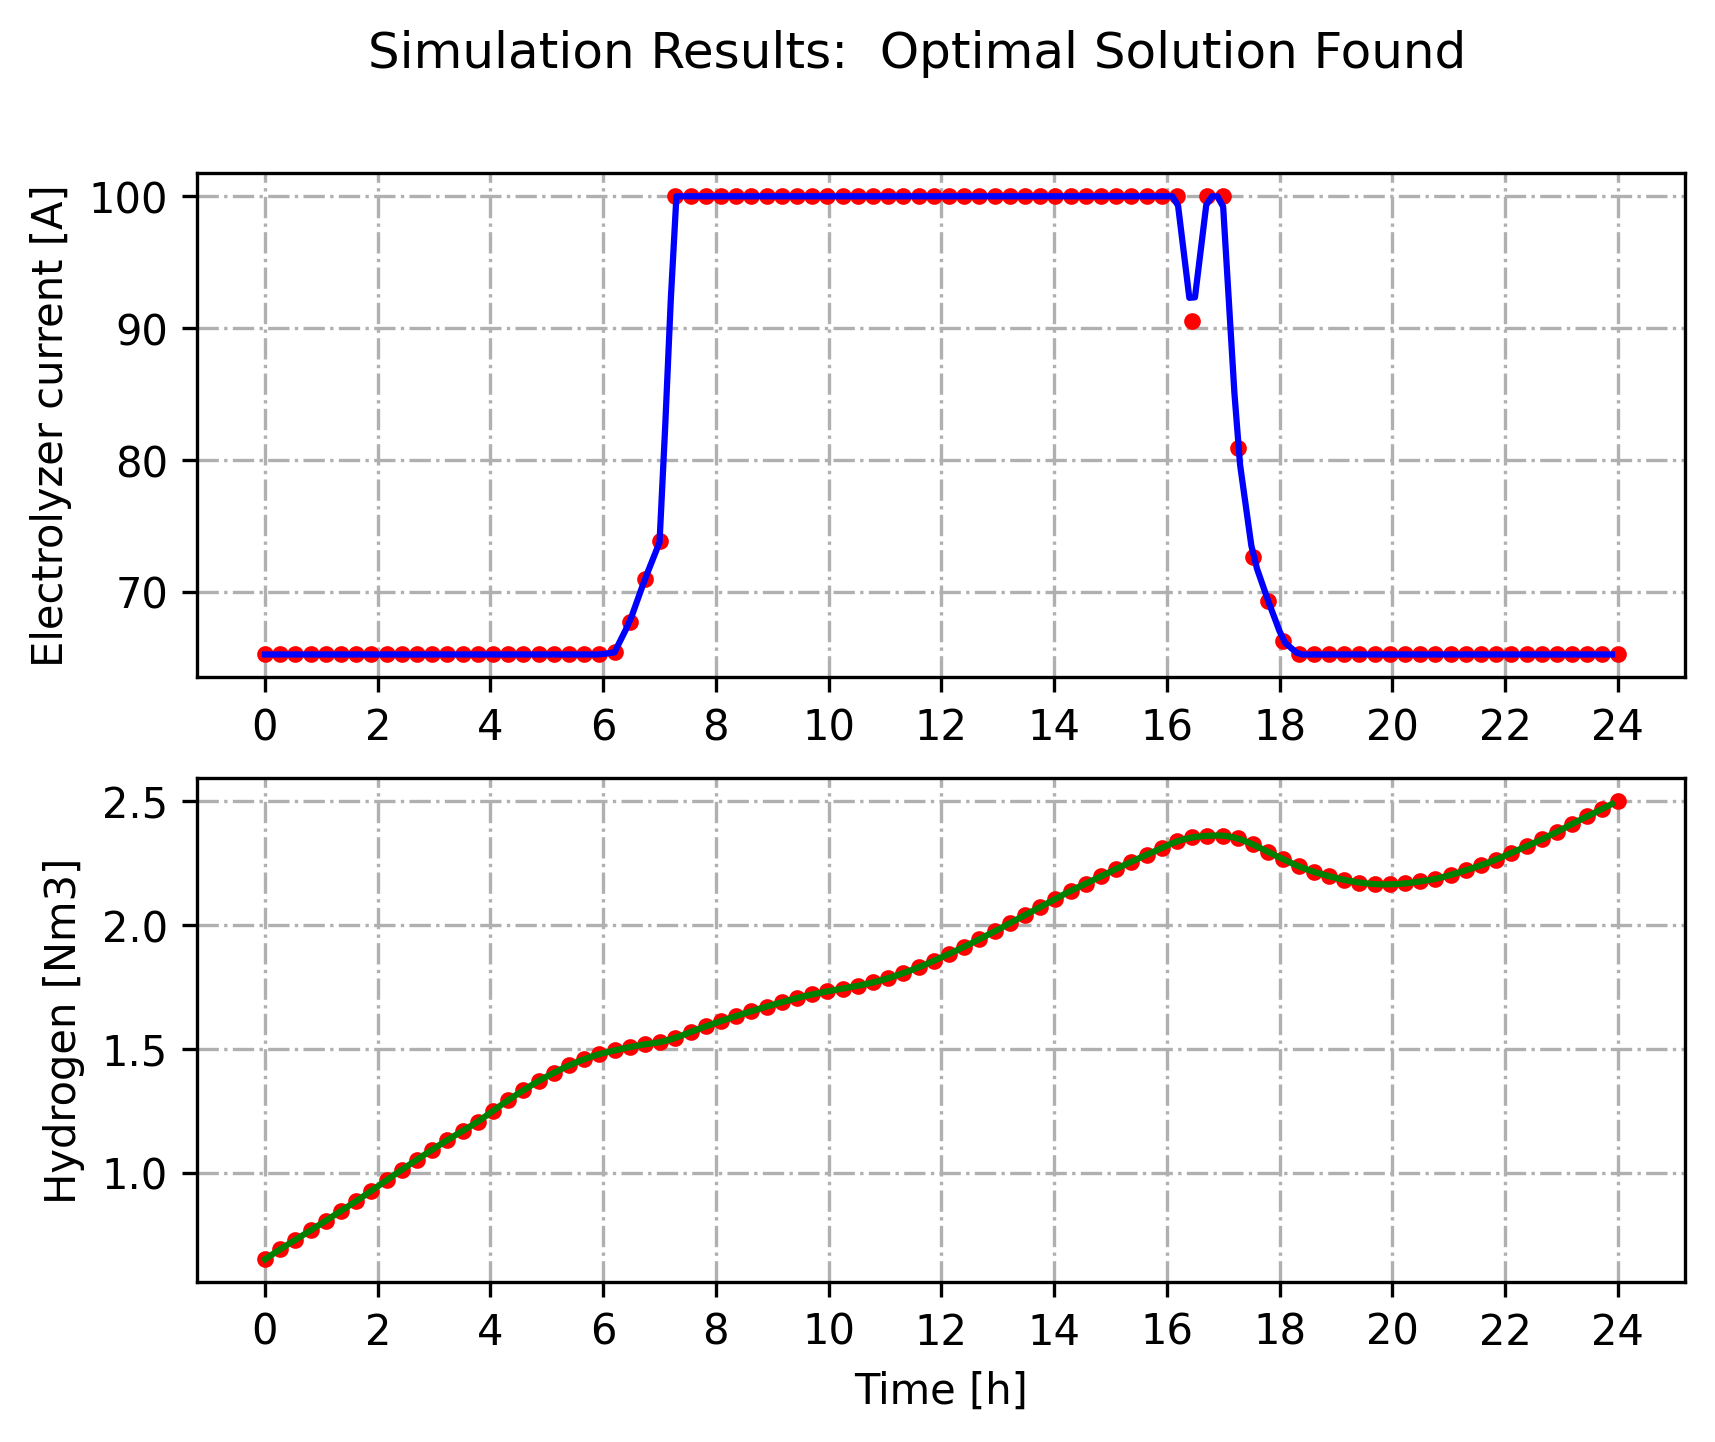 Simulation Results:  Optimal Solution Found
Electrolyzer current [A]
100
90
80
70
0 2 4 6 8 10 12 14 16 18 20 22 24
Hydrogen [Nm3]
2.5
2.0
1.5
1.0
0 2 4 6 8 10 12 14 16 18 20 22 24
Time [h]